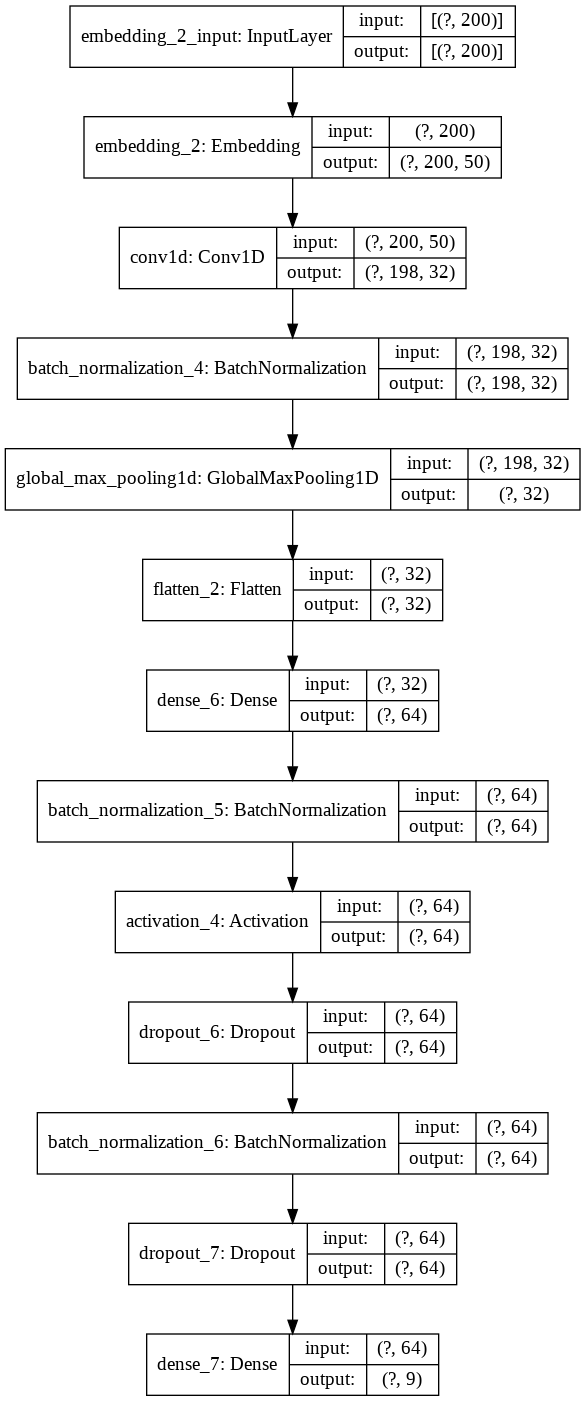 embedding_2_input: InputLayer
input: [(?, 200)]
output: [(?, 200)]
embedding_2: Embedding
input: (?, 200)
output: (?, 200, 50)
conv1d: Conv1D
input: (?, 200, 50)
output: (?, 198, 32)
batch_normalization_4: BatchNormalization
input: (?, 198, 32)
output: (?, 198, 32)
global_max_pooling1d: GlobalMaxPooling1D
input: (?, 198, 32)
output: (?, 32)
flatten_2: Flatten
input: (?, 32)
output: (?, 32)
dense_6: Dense
input: (?, 32)
output: (?, 64)
batch_normalization_5: BatchNormalization
input: (?, 64)
output: (?, 64)
activation_4: Activation
input: (?, 64)
output: (?, 64)
dropout_6: Dropout
input: (?, 64)
output: (?, 64)
batch_normalization_6: BatchNormalization
input: (?, 64)
output: (?, 64)
dropout_7: Dropout
input: (?, 64)
output: (?, 64)
dense_7: Dense
input: (?, 64)
output: (?, 9)